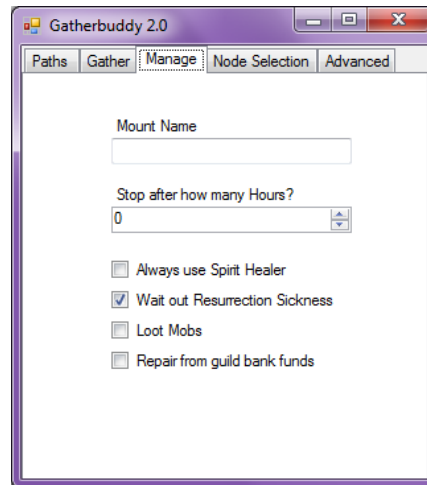 Gatherbuddy 2.0
Paths Gather Manage Node Selection Advanced
Mount Name
Stop after how many Hours?
0
Always use Spirit Healer
Wait out Resurrection Sickness
Loot Mobs
Repair from guild bank funds